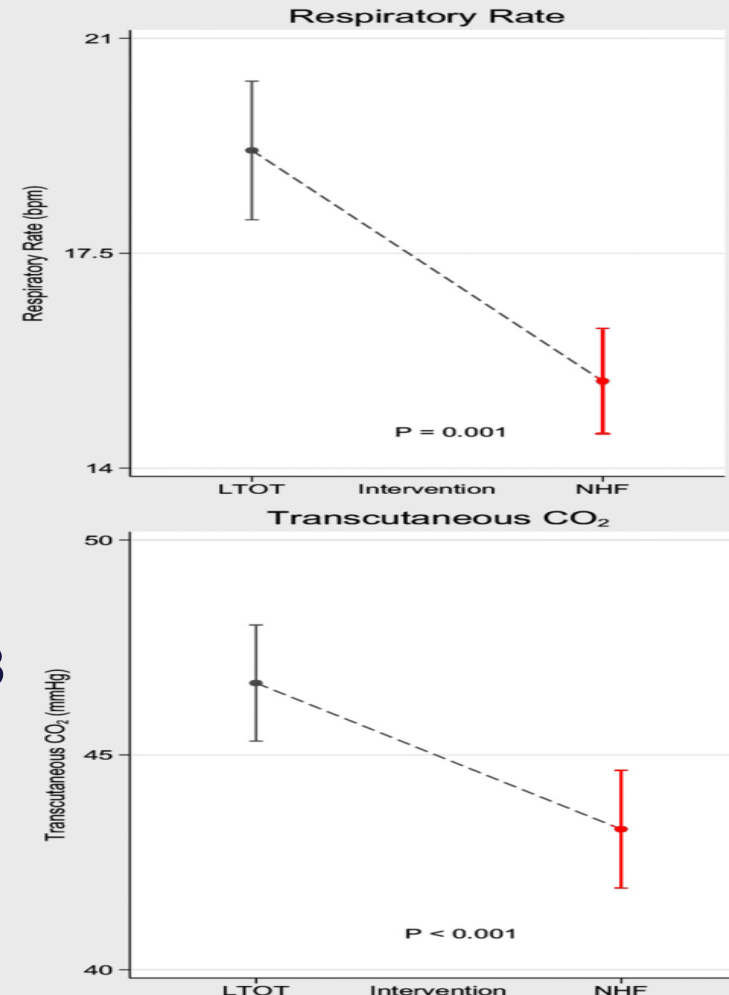 Respiratory Rate
21
17.5
14
Respiratory Rate (bpm)
P = 0.001
LTOT Intervention NHF
Transcutaneous CO₂
50
45
40
Transcutaneous CO₂ (mmHg)
P < 0.001
LTOT Intervention NHF